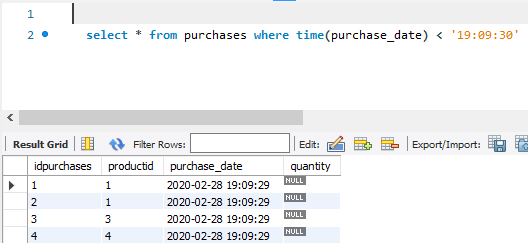 1
2 select * from purchases where time(purchase_date) < '19:09:30'
Result Grid Filter Rows: Edit: Export/Import:
idpurchases productid purchase_date quantity
1 1 2020-02-28 19:09:29 NULL
2 1 2020-02-28 19:09:29 NULL
3 3 2020-02-28 19:09:29 NULL
4 4 2020-02-28 19:09:29 NULL